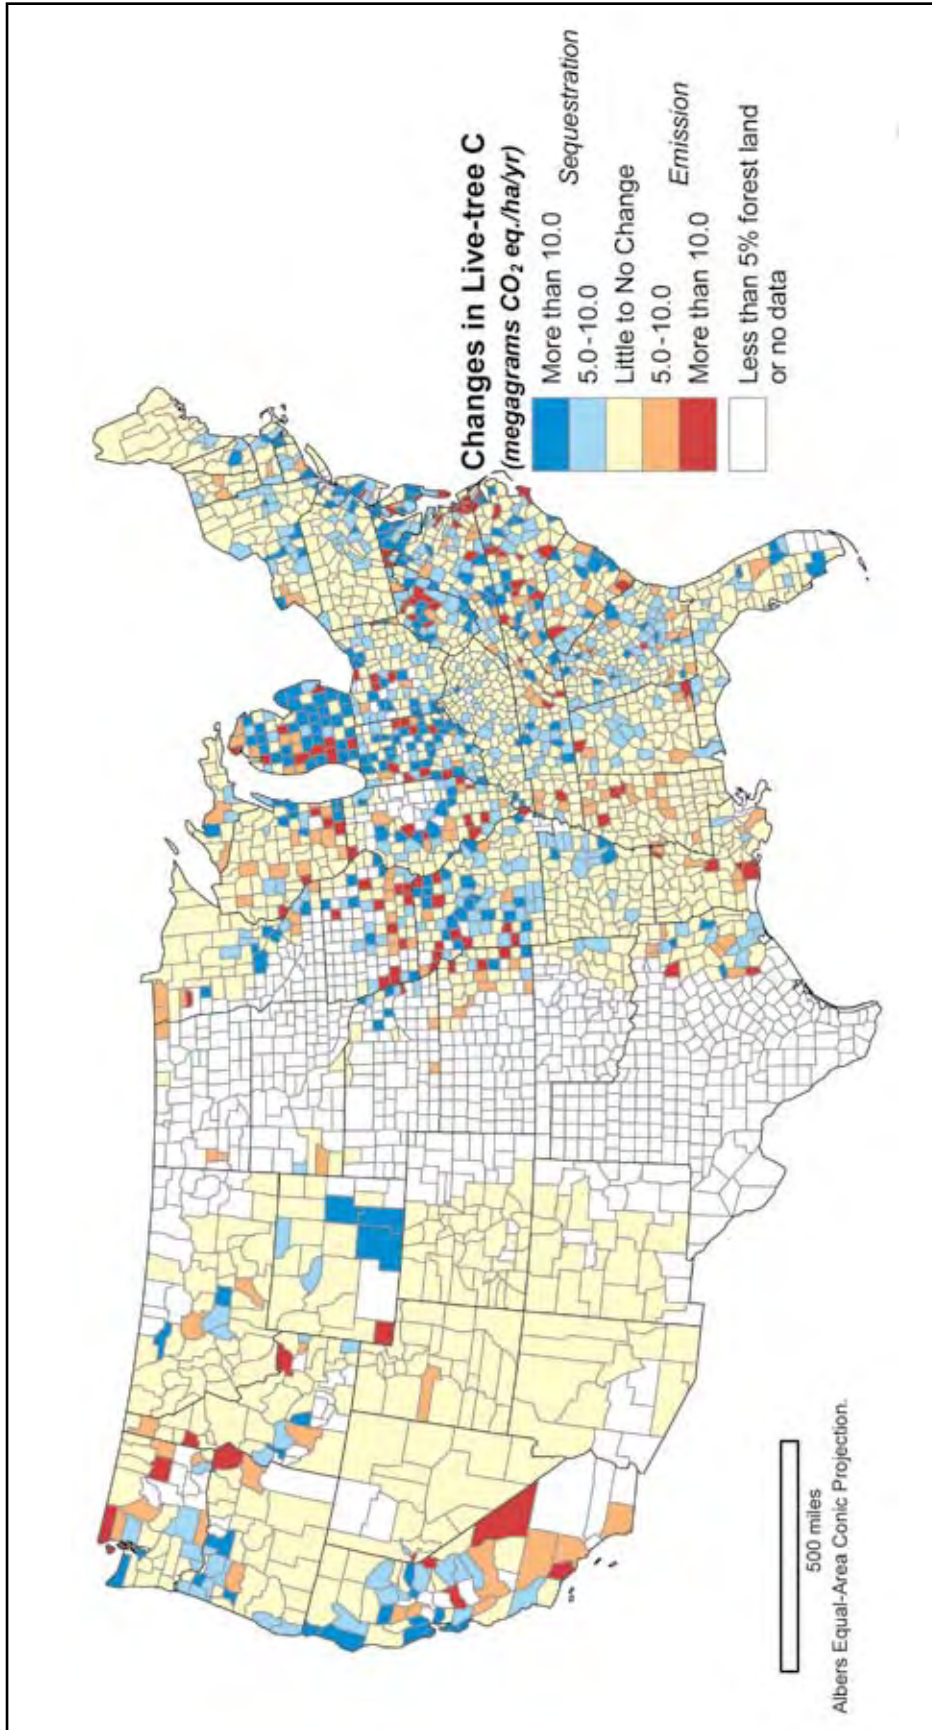 Changes in Live-tree C
(megagrams CO₂ eq./ha/yr)
More than 10.0
Sequestration
5.0-10.0
Little to No Change
5.0-10.0
Emission
More than 10.0
Less than 5% forest land
or no data
500 miles
Albers Equal-Area Conic Projection.